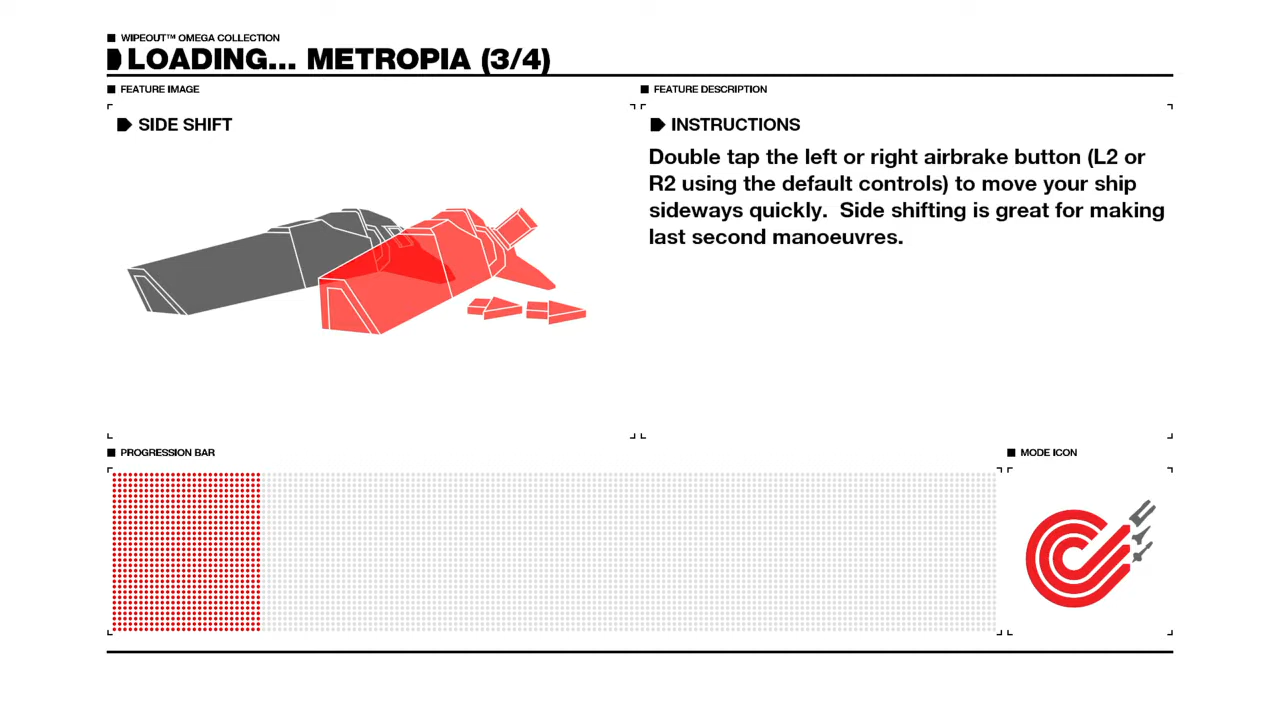 WIPEOUT™ OMEGA COLLECTION
LOADING... METROPIA (3/4)
FEATURE IMAGE
SIDE SHIFT
FEATURE DESCRIPTION
INSTRUCTIONS
Double tap the left or right airbrake button (L2 or
R2 using the default controls) to move your ship
sideways quickly.  Side shifting is great for making
last second manoeuvres.
PROGRESSION BAR
MODE ICON